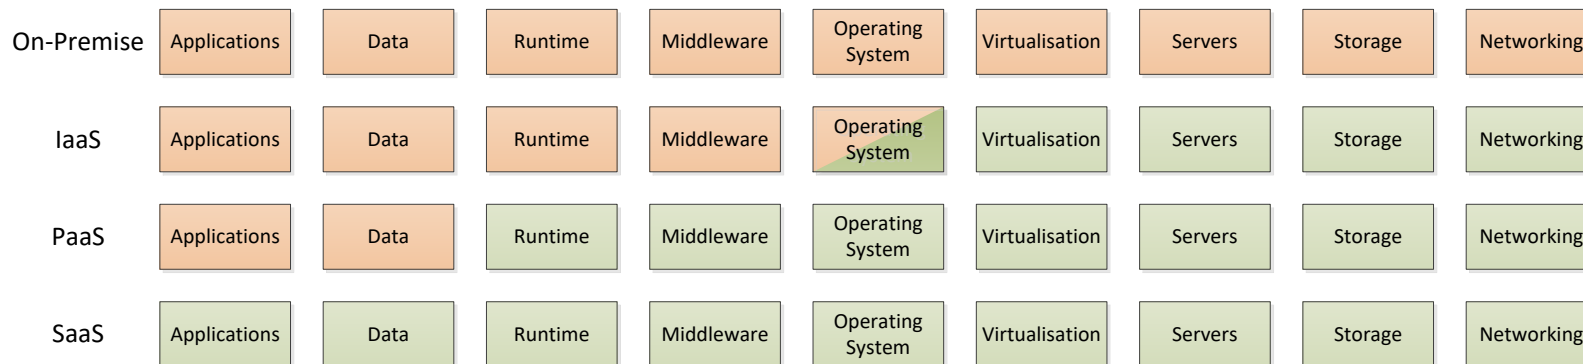 On-Premise Applications Data Runtime Middleware Operating System Virtualisation Servers Storage Networking
IaaS Applications Data Runtime Middleware Operating System Virtualisation Servers Storage Networking
PaaS Applications Data Runtime Middleware Operating System Virtualisation Servers Storage Networking
SaaS Applications Data Runtime Middleware Operating System Virtualisation Servers Storage Networking